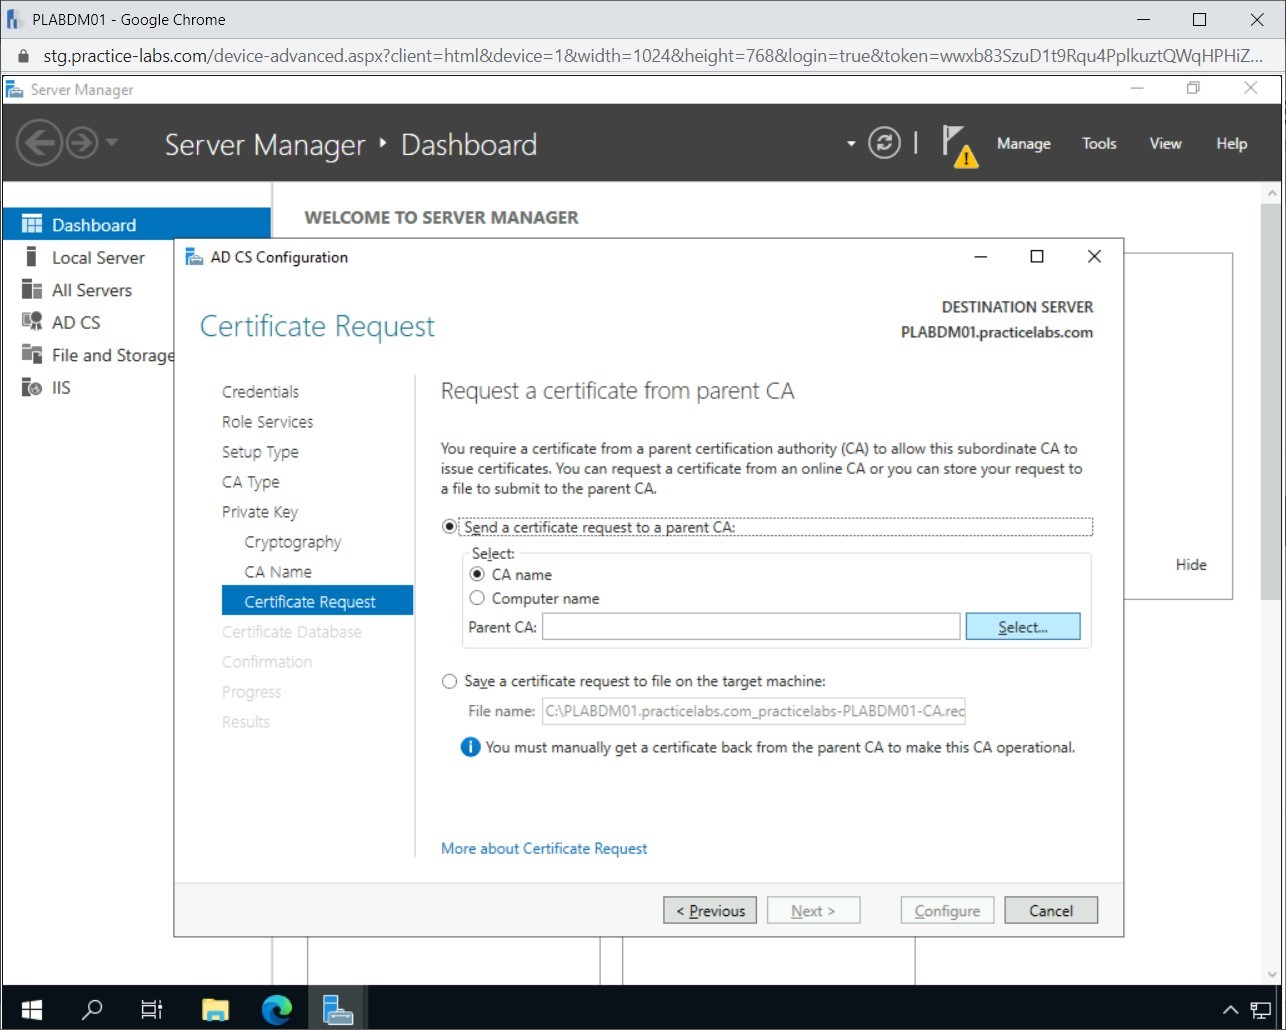 PLABDM01 - Google Chrome
stg.practice-labs.com/device-advanced.aspx?client=html&device=1&width=1024&height=768&login=true&token=wwxb83SzuD1t9Rqu4PplkuztQWqHPHiZ...
Server Manager
Server Manager ‣ Dashboard
Manage Tools View Help
Dashboard
Local Server
All Servers
AD CS
File and Storage
IIS
WELCOME TO SERVER MANAGER
Hide
AD CS Configuration
Certificate Request
DESTINATION SERVER
PLABDM01.practicelabs.com
Credentials
Role Services
Setup Type
CA Type
Private Key
Cryptography
CA Name
Certificate Request
Certificate Database
Confirmation
Progress
Results
Request a certificate from parent CA
You require a certificate from a parent certification authority (CA) to allow this subordinate CA to
issue certificates. You can request a certificate from an online CA or you can store your request to
a file to submit to the parent CA.
Send a certificate request to a parent CA:
Select:
CA name
Computer name
Parent CA: Select...
Save a certificate request to file on the target machine:
File name: C:\PLABDM01.practicelabs.com_practicelabs-PLABDM01-CA.req
You must manually get a certificate back from the parent CA to make this CA operational.
More about Certificate Request
< Previous Next > Configure Cancel